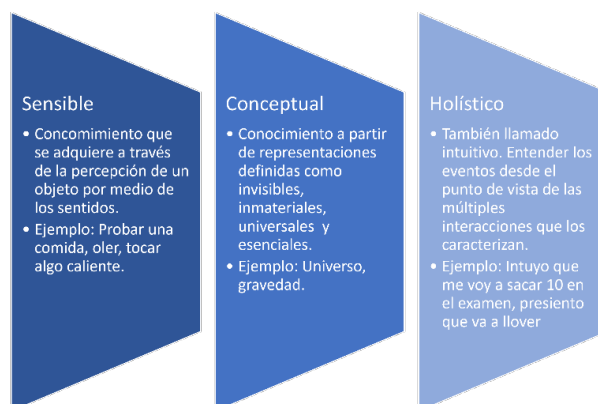 Sensible
• Concomimiento que
se adquiere a través
de la percepción de un
objeto por medio de
los sentidos.
• Ejemplo: Probar una
comida, oler, tocar
algo caliente.
Conceptual
• Conocimiento a partir
de representaciones
definidas como
invisibles,
inmateriales,
universales y
esenciales.
• Ejemplo: Universo,
gravedad.
Holístico
• También llamado
intuitivo. Entender los
eventos desde el
punto de vista de las
múltiples
interacciones que los
caracterizan.
• Ejemplo: Intuyo que
me voy a sacar 10 en
el examen, presiento
que va a llover